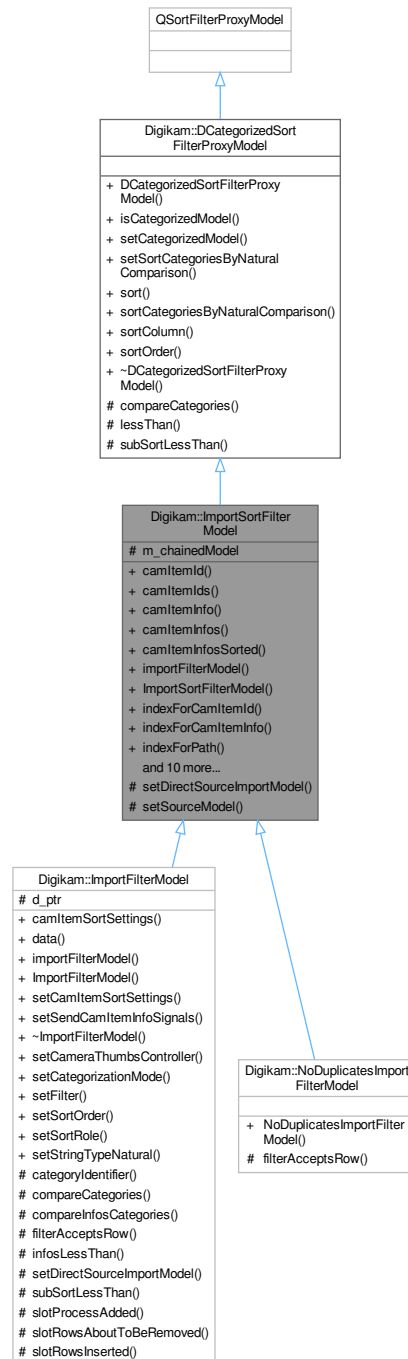 QSortFilterProxyModel
Digikam::DCategorizedSort
FilterProxyModel
+ DCategorizedSortFilterProxy
Model()
+ isCategorizedModel()
+ setCategorizedModel()
+ setSortCategoriesByNatural
Comparison()
+ sort()
+ sortCategoriesByNaturalComparison()
+ sortColumn()
+ sortOrder()
+ ~DCategorizedSortFilterProxy
Model()
# compareCategories()
# lessThan()
# subSortLessThan()
Digikam::ImportSortFilter
Model
# m_chainedModel
+ camItemId()
+ camItemIds()
+ camItemInfo()
+ camItemInfos()
+ camItemInfosSorted()
+ importFilterModel()
+ ImportSortFilterModel()
+ indexForCamItemId()
+ indexForCamItemInfo()
+ indexForPath()
and 10 more...
# setDirectSourceImportModel()
# setSourceModel()
Digikam::ImportFilterModel
# d_ptr
+ camItemSortSettings()
+ data()
+ importFilterModel()
+ ImportFilterModel()
+ setCamItemSortSettings()
+ setSendCamItemInfoSignals()
+ ~ImportFilterModel()
+ setCameraThumbsController()
+ setCategorizationMode()
+ setFilter()
+ setSortOrder()
+ setSortRole()
+ setStringTypeNatural()
# categoryIdentifier()
# compareCategories()
# compareInfosCategories()
# filterAcceptsRow()
# infosLessThan()
# setDirectSourceImportModel()
# subSortLessThan()
# slotProcessAdded()
# slotRowsAboutToBeRemoved()
# slotRowsInserted()
Digikam::NoDuplicatesImport
FilterModel
+ NoDuplicatesImportFilter
Model()
# filterAcceptsRow()